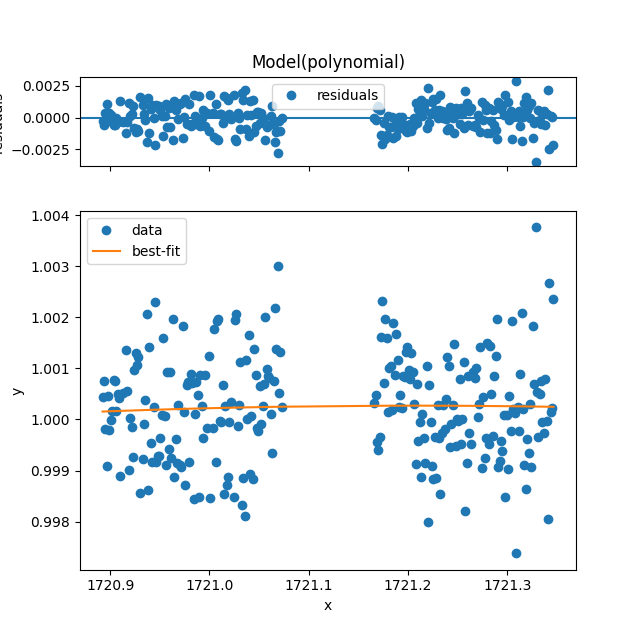 Model(polynomial)
0.0025
0.0000
−0.0025
residuals
residuals
1.004
1.003
1.002
1.001
1.000
0.999
0.998
y
data
best-fit
1720.9 1721.0 1721.1 1721.2 1721.3
x